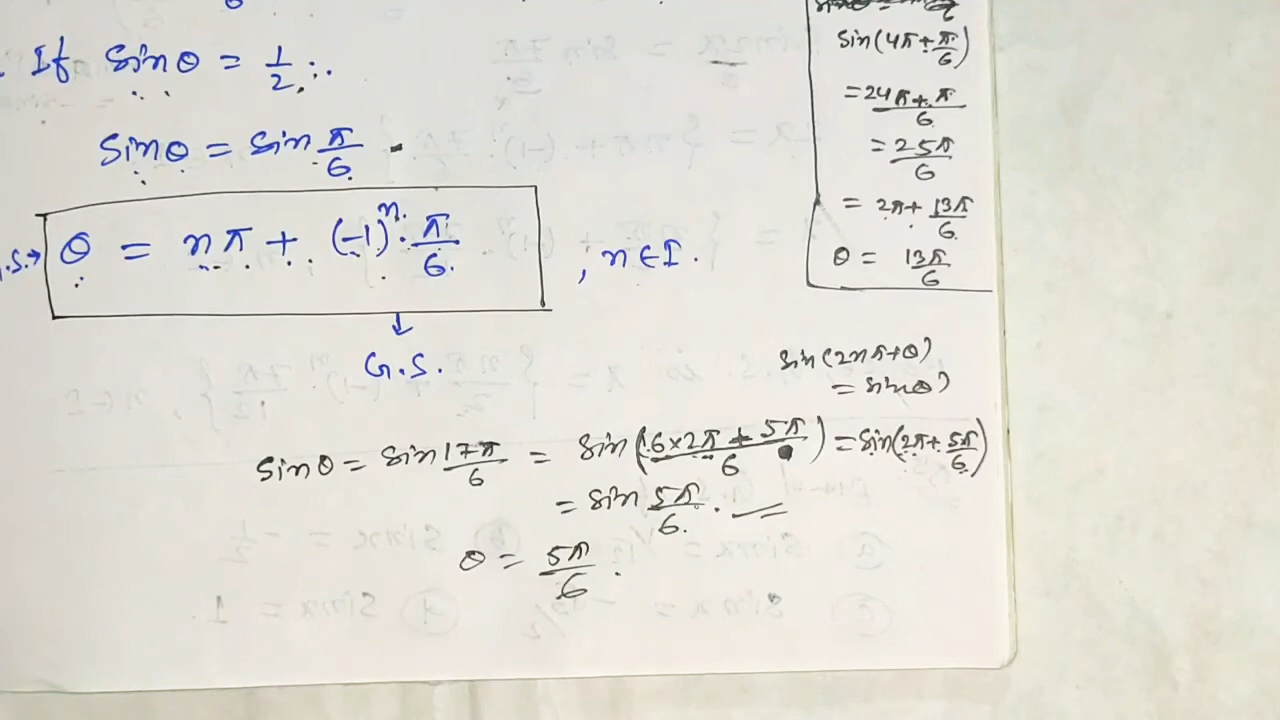 . If sinθ = 1/2 ∴
sinθ = sin π/6
.S.→ θ = nπ + (-1)^n . π/6 , n ∈ I.
↓
G.S.
sin(4π + π/6)
= 24π + π/6
= 25π/6
= 2π + 13π/6
θ = 13π/6
sin(2nπ+θ)
= sinθ)
sinθ = sin 17π/6 = sin(6×2π + 5π/6) = sin(2π + 5π/6)
= sin 5π/6 .
θ = 5π/6 .